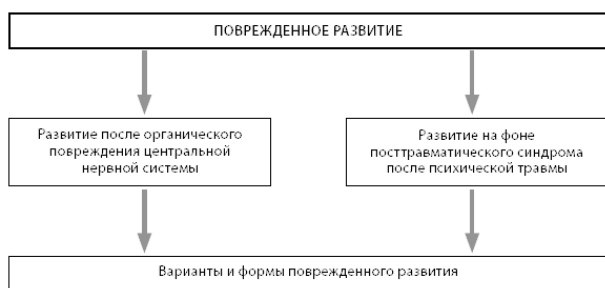 ПОВРЕЖДЕННОЕ РАЗВИТИЕ
Развитие после органического
повреждения центральной
нервной системы
Развитие на фоне
посттравматического синдрома
после психической травмы
Варианты и формы поврежденного развития